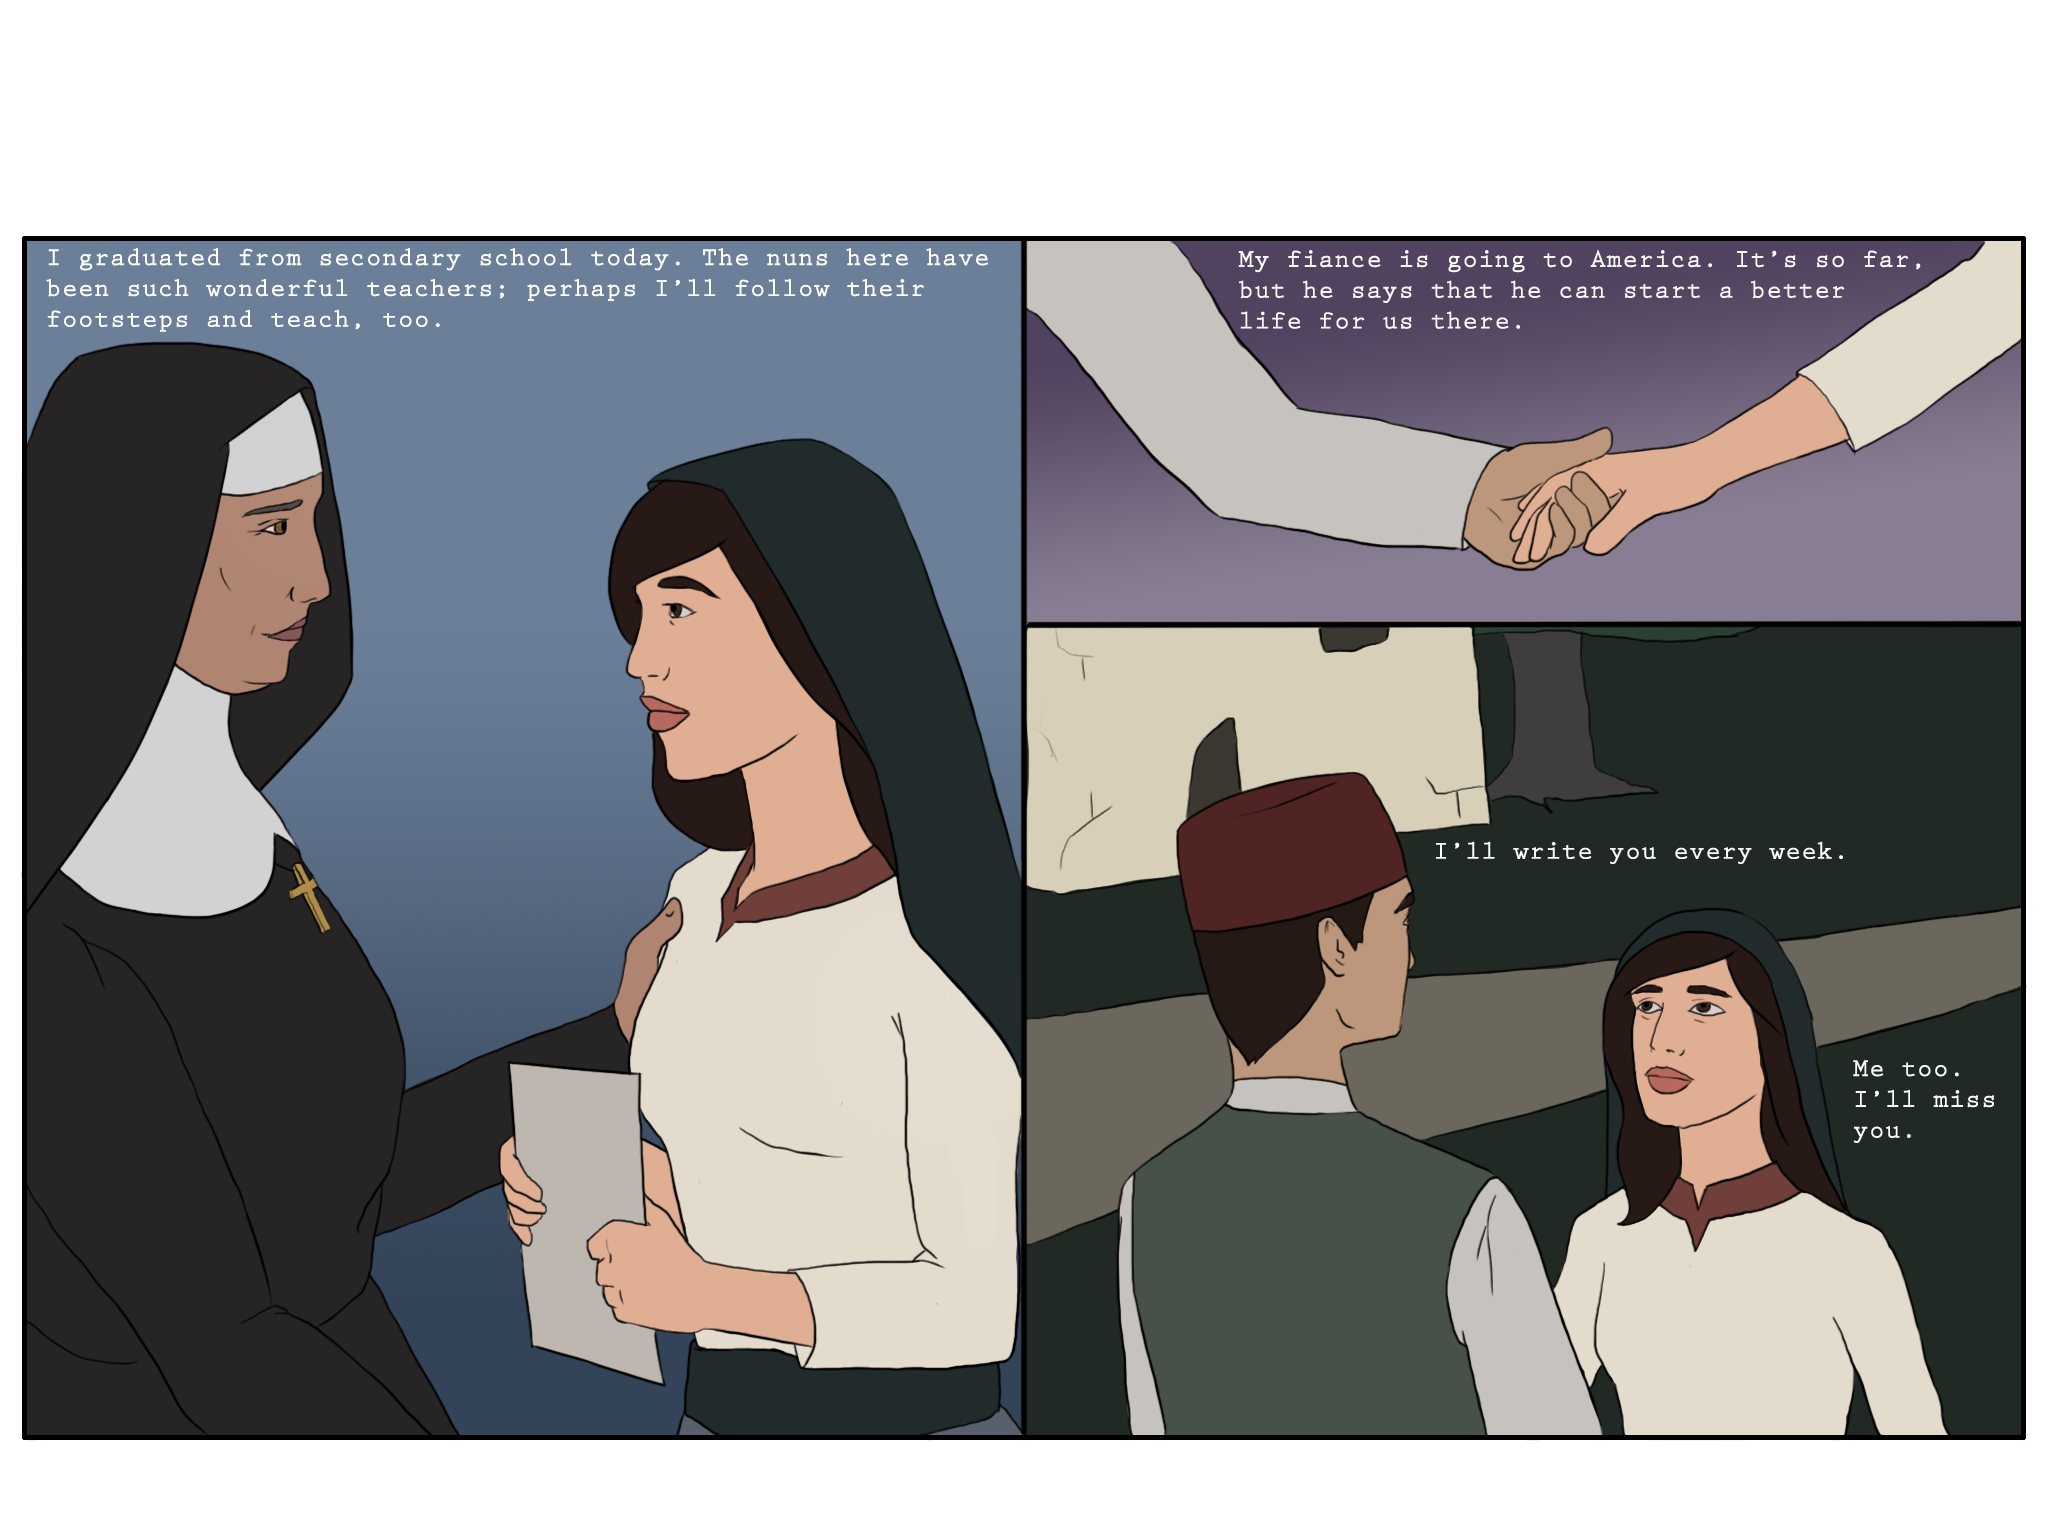 I graduated from secondary school today. The nuns here have
been such wonderful teachers; perhaps I'll follow their
footsteps and teach, too.
My fiance is going to America. It's so far,
but he says that he can start a better
life for us there.
I'll write you every week.
Me too.
I'll miss
you.